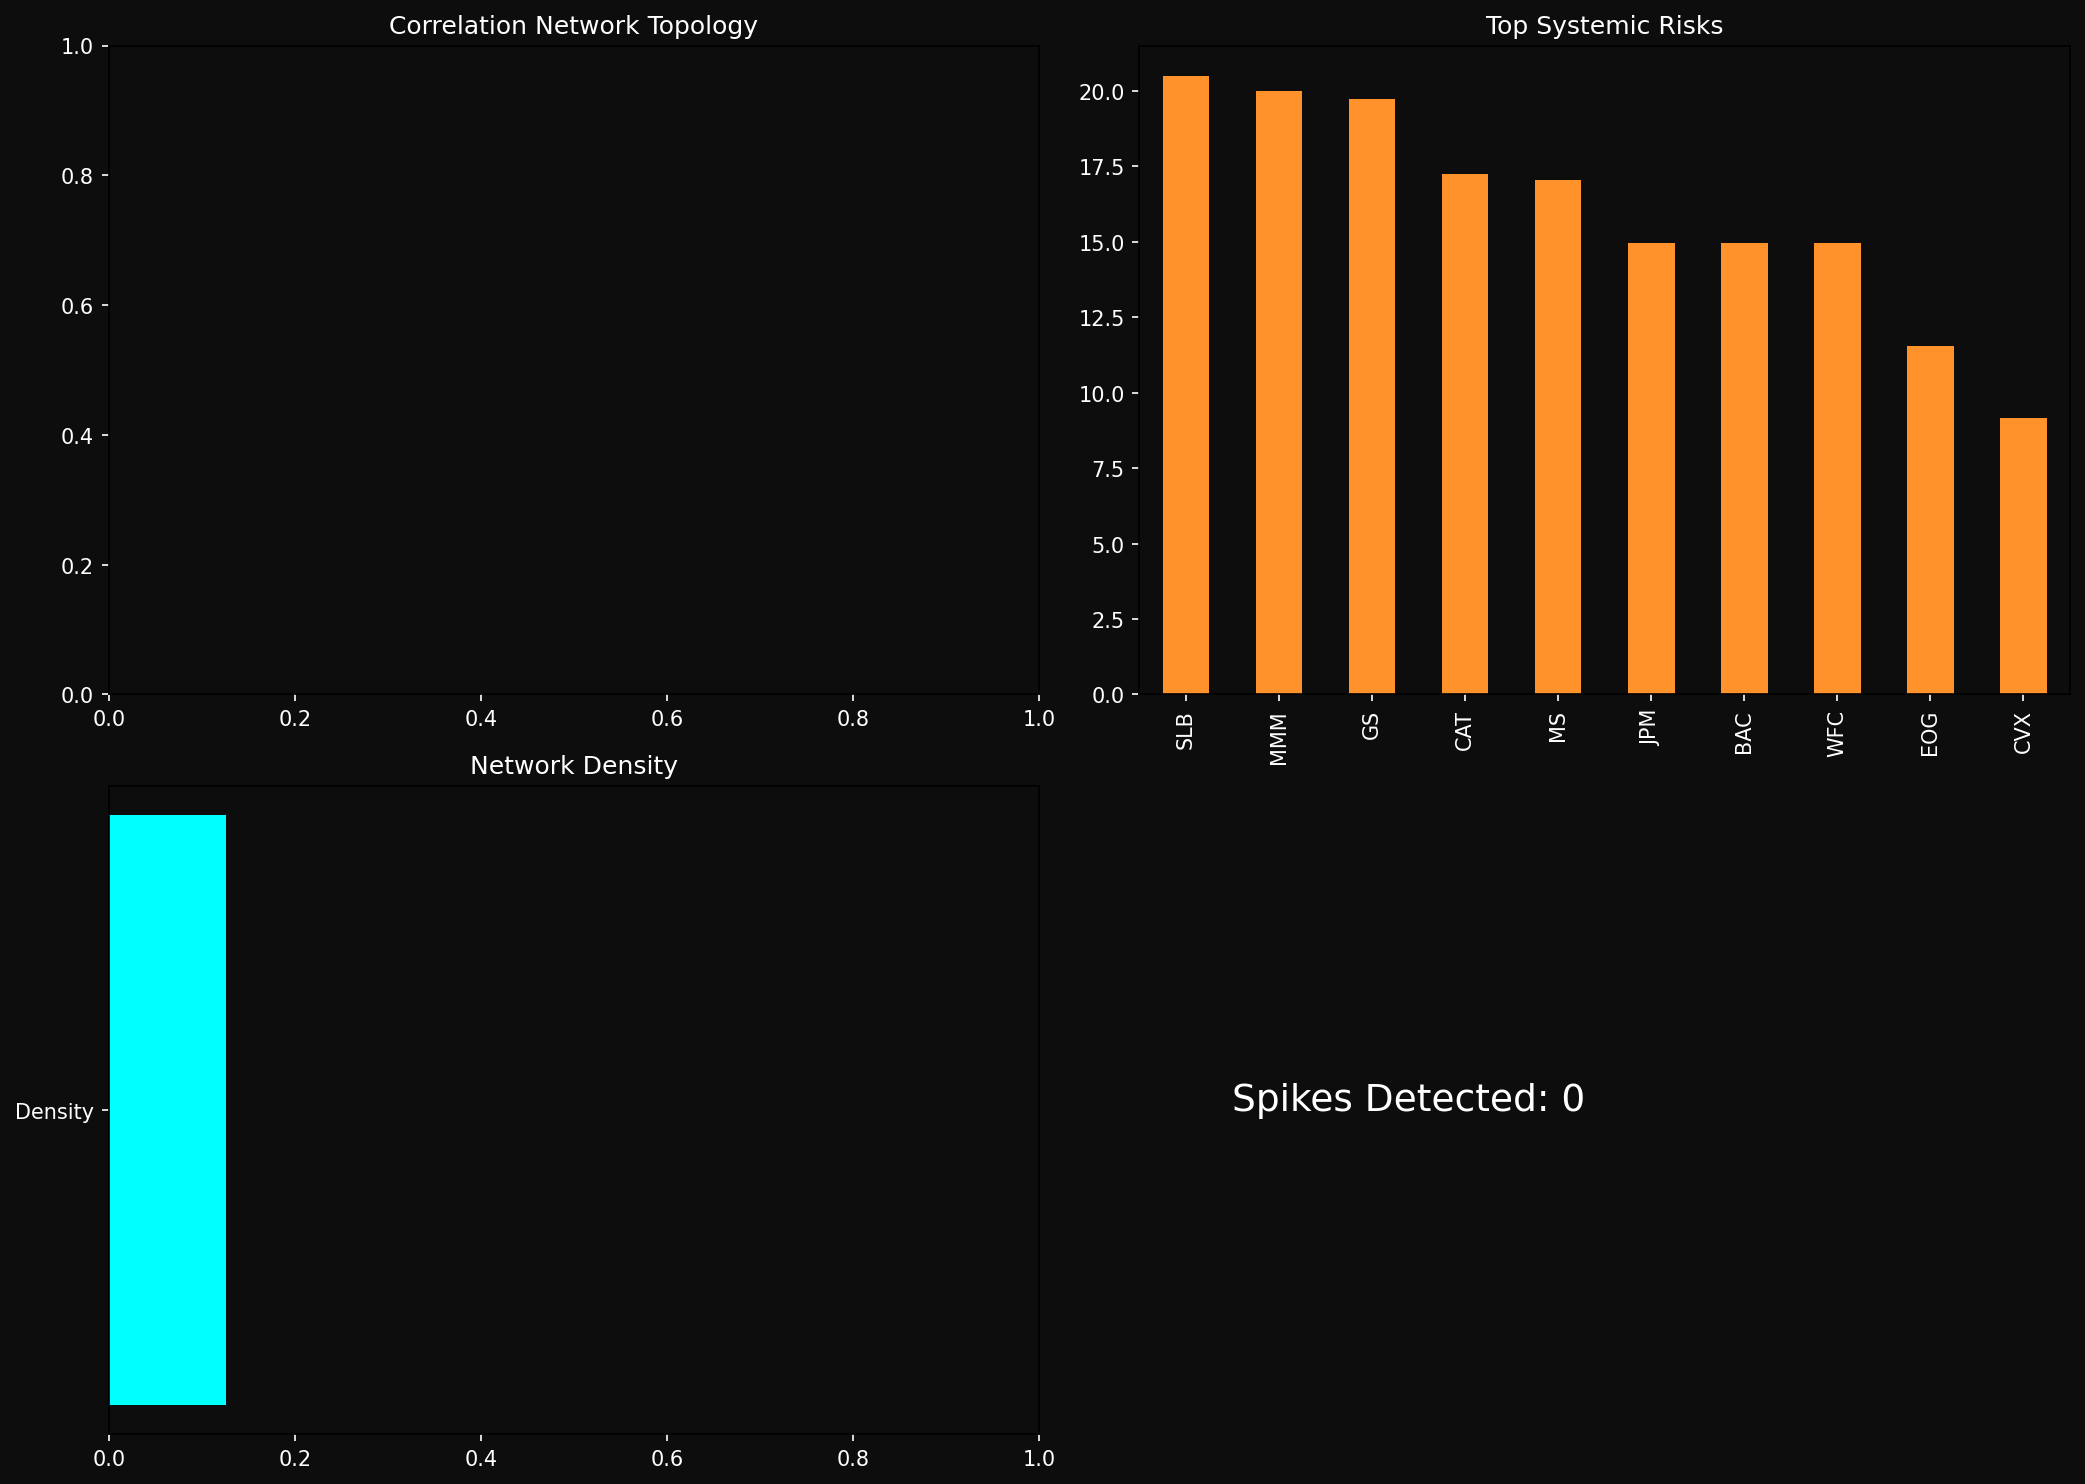 Correlation Network Topology
1.0
0.8
0.6
0.4
0.2
0.0
0.0 0.2 0.4 0.6 0.8 1.0
Top Systemic Risks
20.0
17.5
15.0
12.5
10.0
7.5
5.0
2.5
0.0
SLB MMM GS CAT MS JPM BAC WFC EOG CVX
Network Density
Density
0.0 0.2 0.4 0.6 0.8 1.0
Spikes Detected: 0